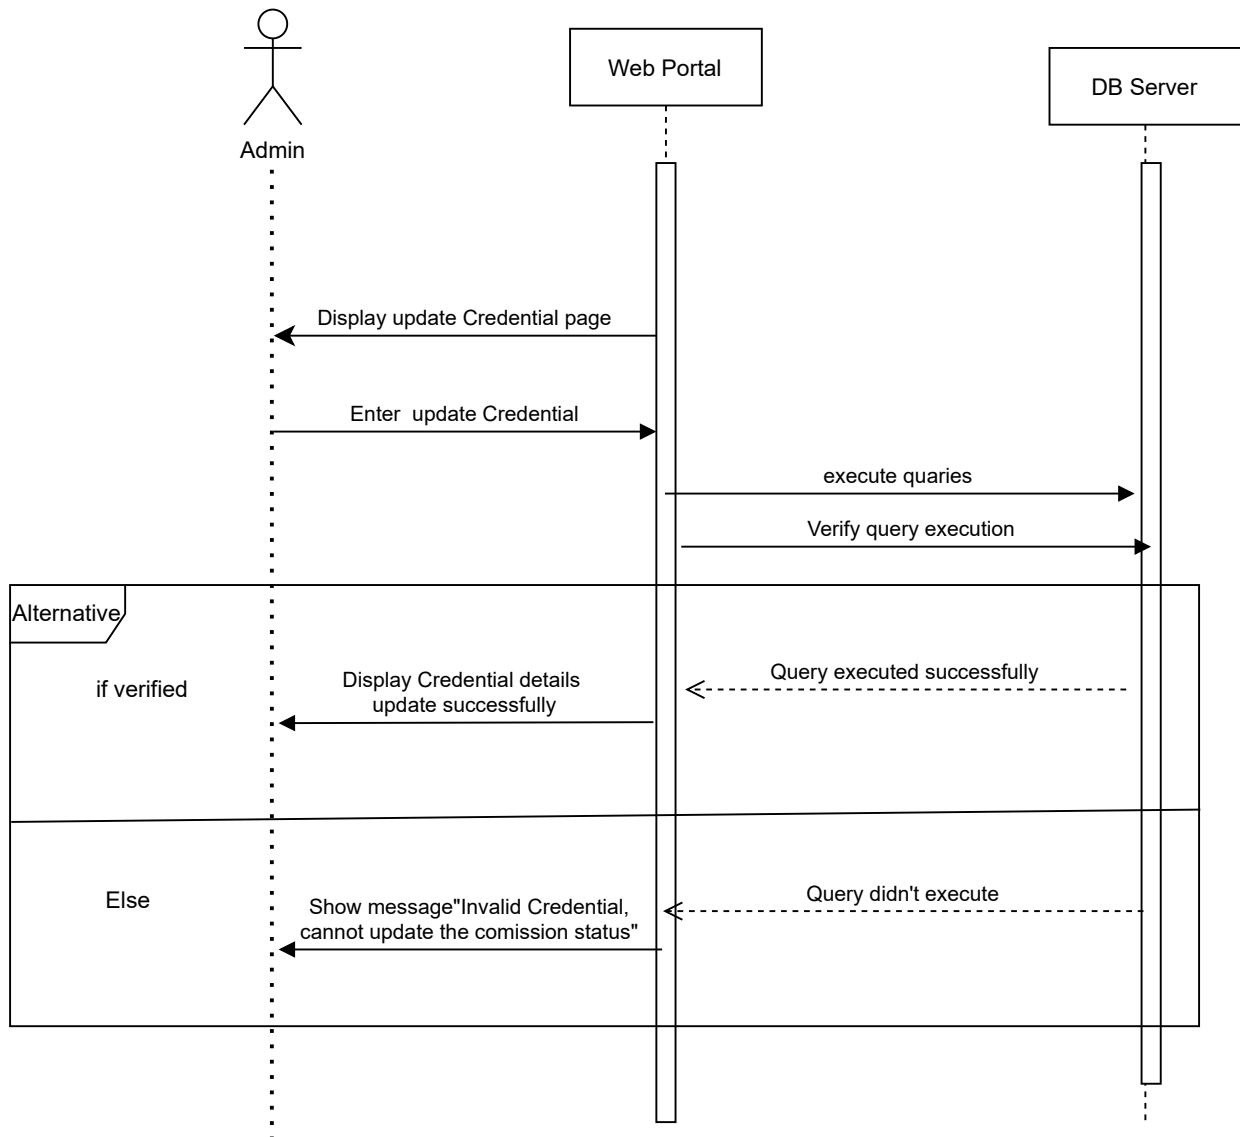 Web Portal
DB Server
Admin
Display update Credential page
Enter  update Credential
execute quaries
Verify query execution
Alternative
if verified
Display Credential details
update successfully
Query executed successfully
Else
Show message"Invalid Credential,
cannot update the comission status"
Query didn't execute